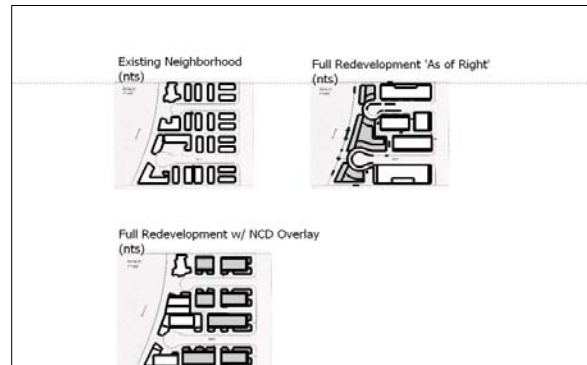 Existing Neighborhood
(nts)
Full Redevelopment 'As of Right'
(nts)
Full Redevelopment w/ NCD Overlay
(nts)